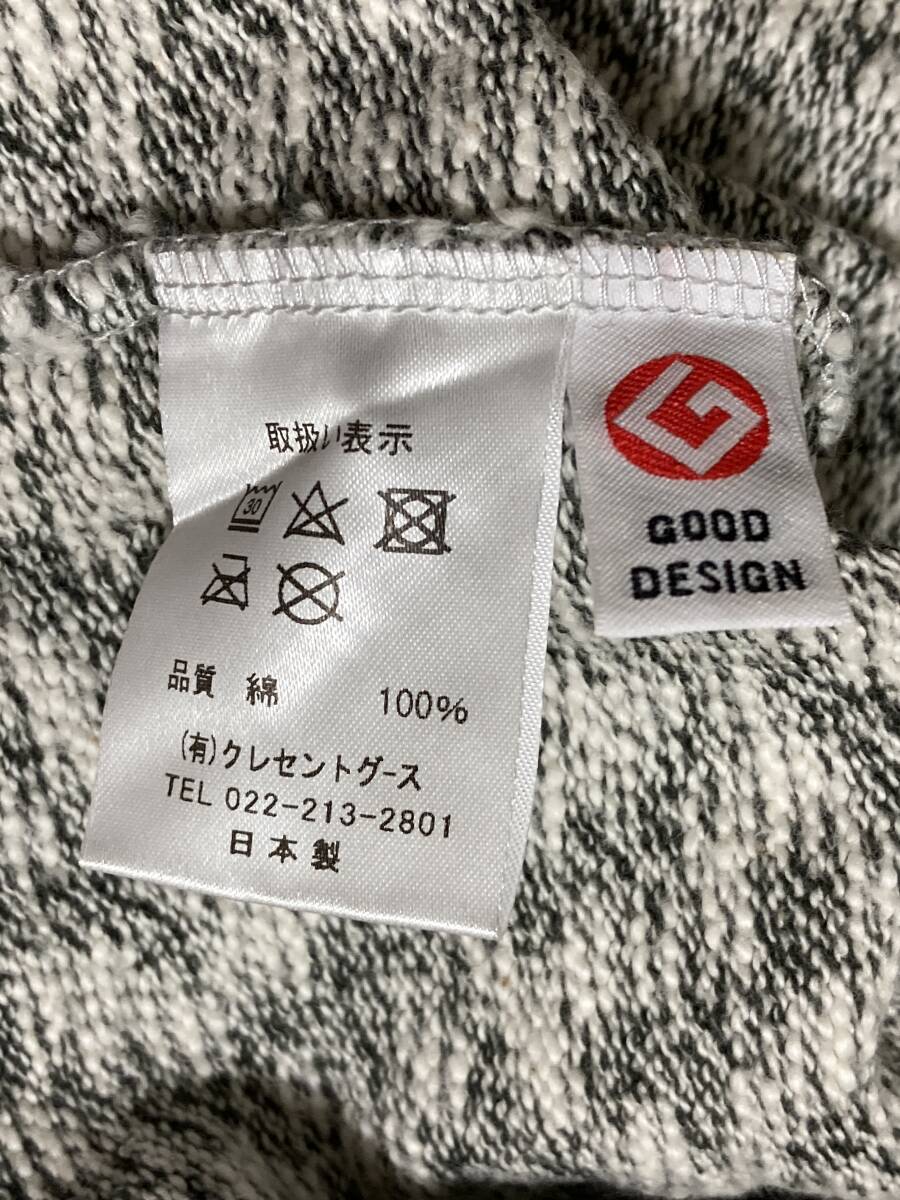 取扱い表示
30
品質 綿 100%
(有)クレセントグース
TEL 022-213-2801
日本製
GOOD
DESIGN